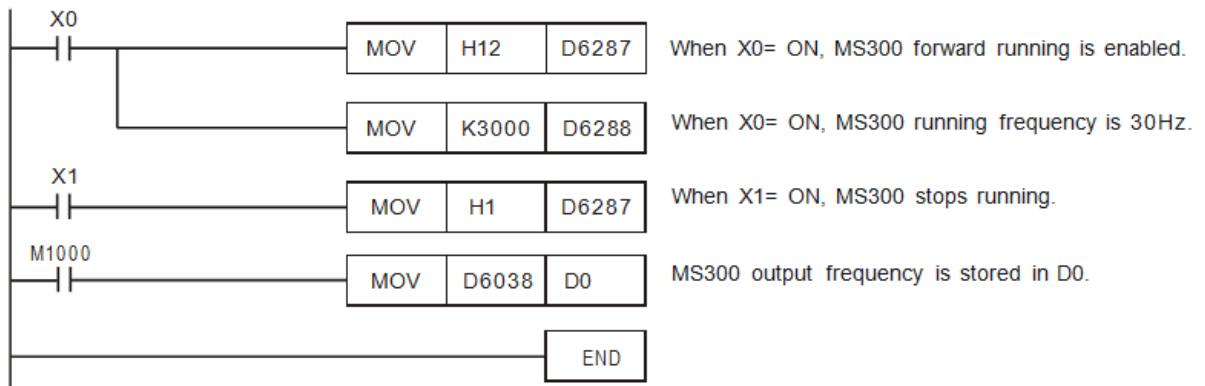 X0
MOV H12 D6287 When X0= ON, MS300 forward running is enabled.
MOV K3000 D6288 When X0= ON, MS300 running frequency is 30Hz.
X1
MOV H1 D6287 When X1= ON, MS300 stops running.
M1000
MOV D6038 D0 MS300 output frequency is stored in D0.
END